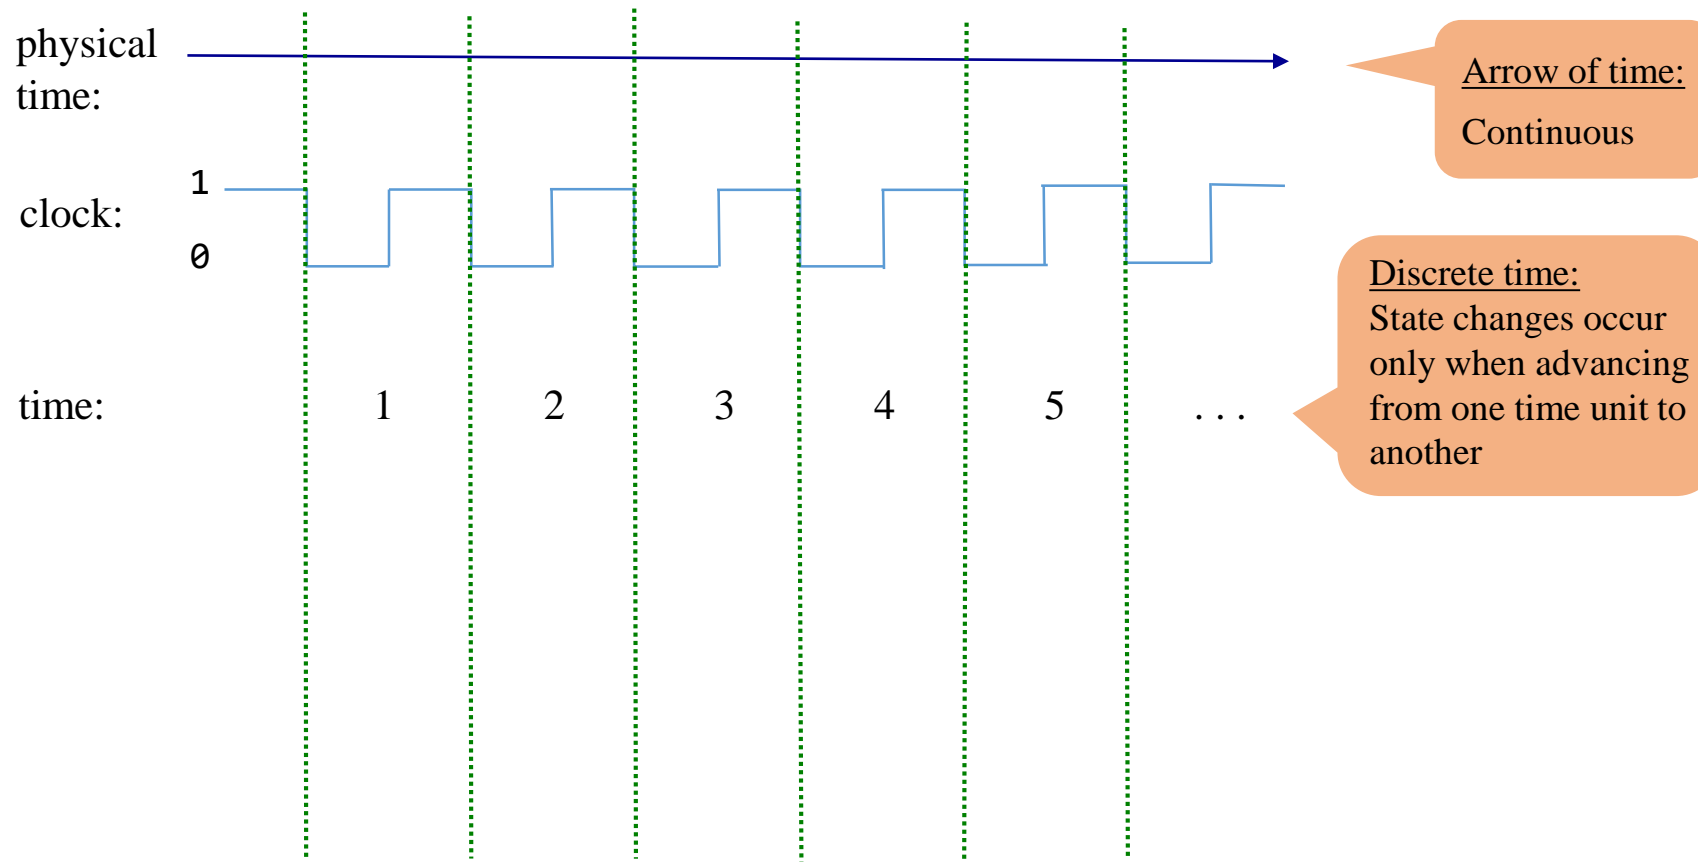 physical
time:
Arrow of time:
Continuous
1
clock:
0
Discrete time:
State changes occur
only when advancing
from one time unit to
another
time: 1 2 3 4 5 . . .